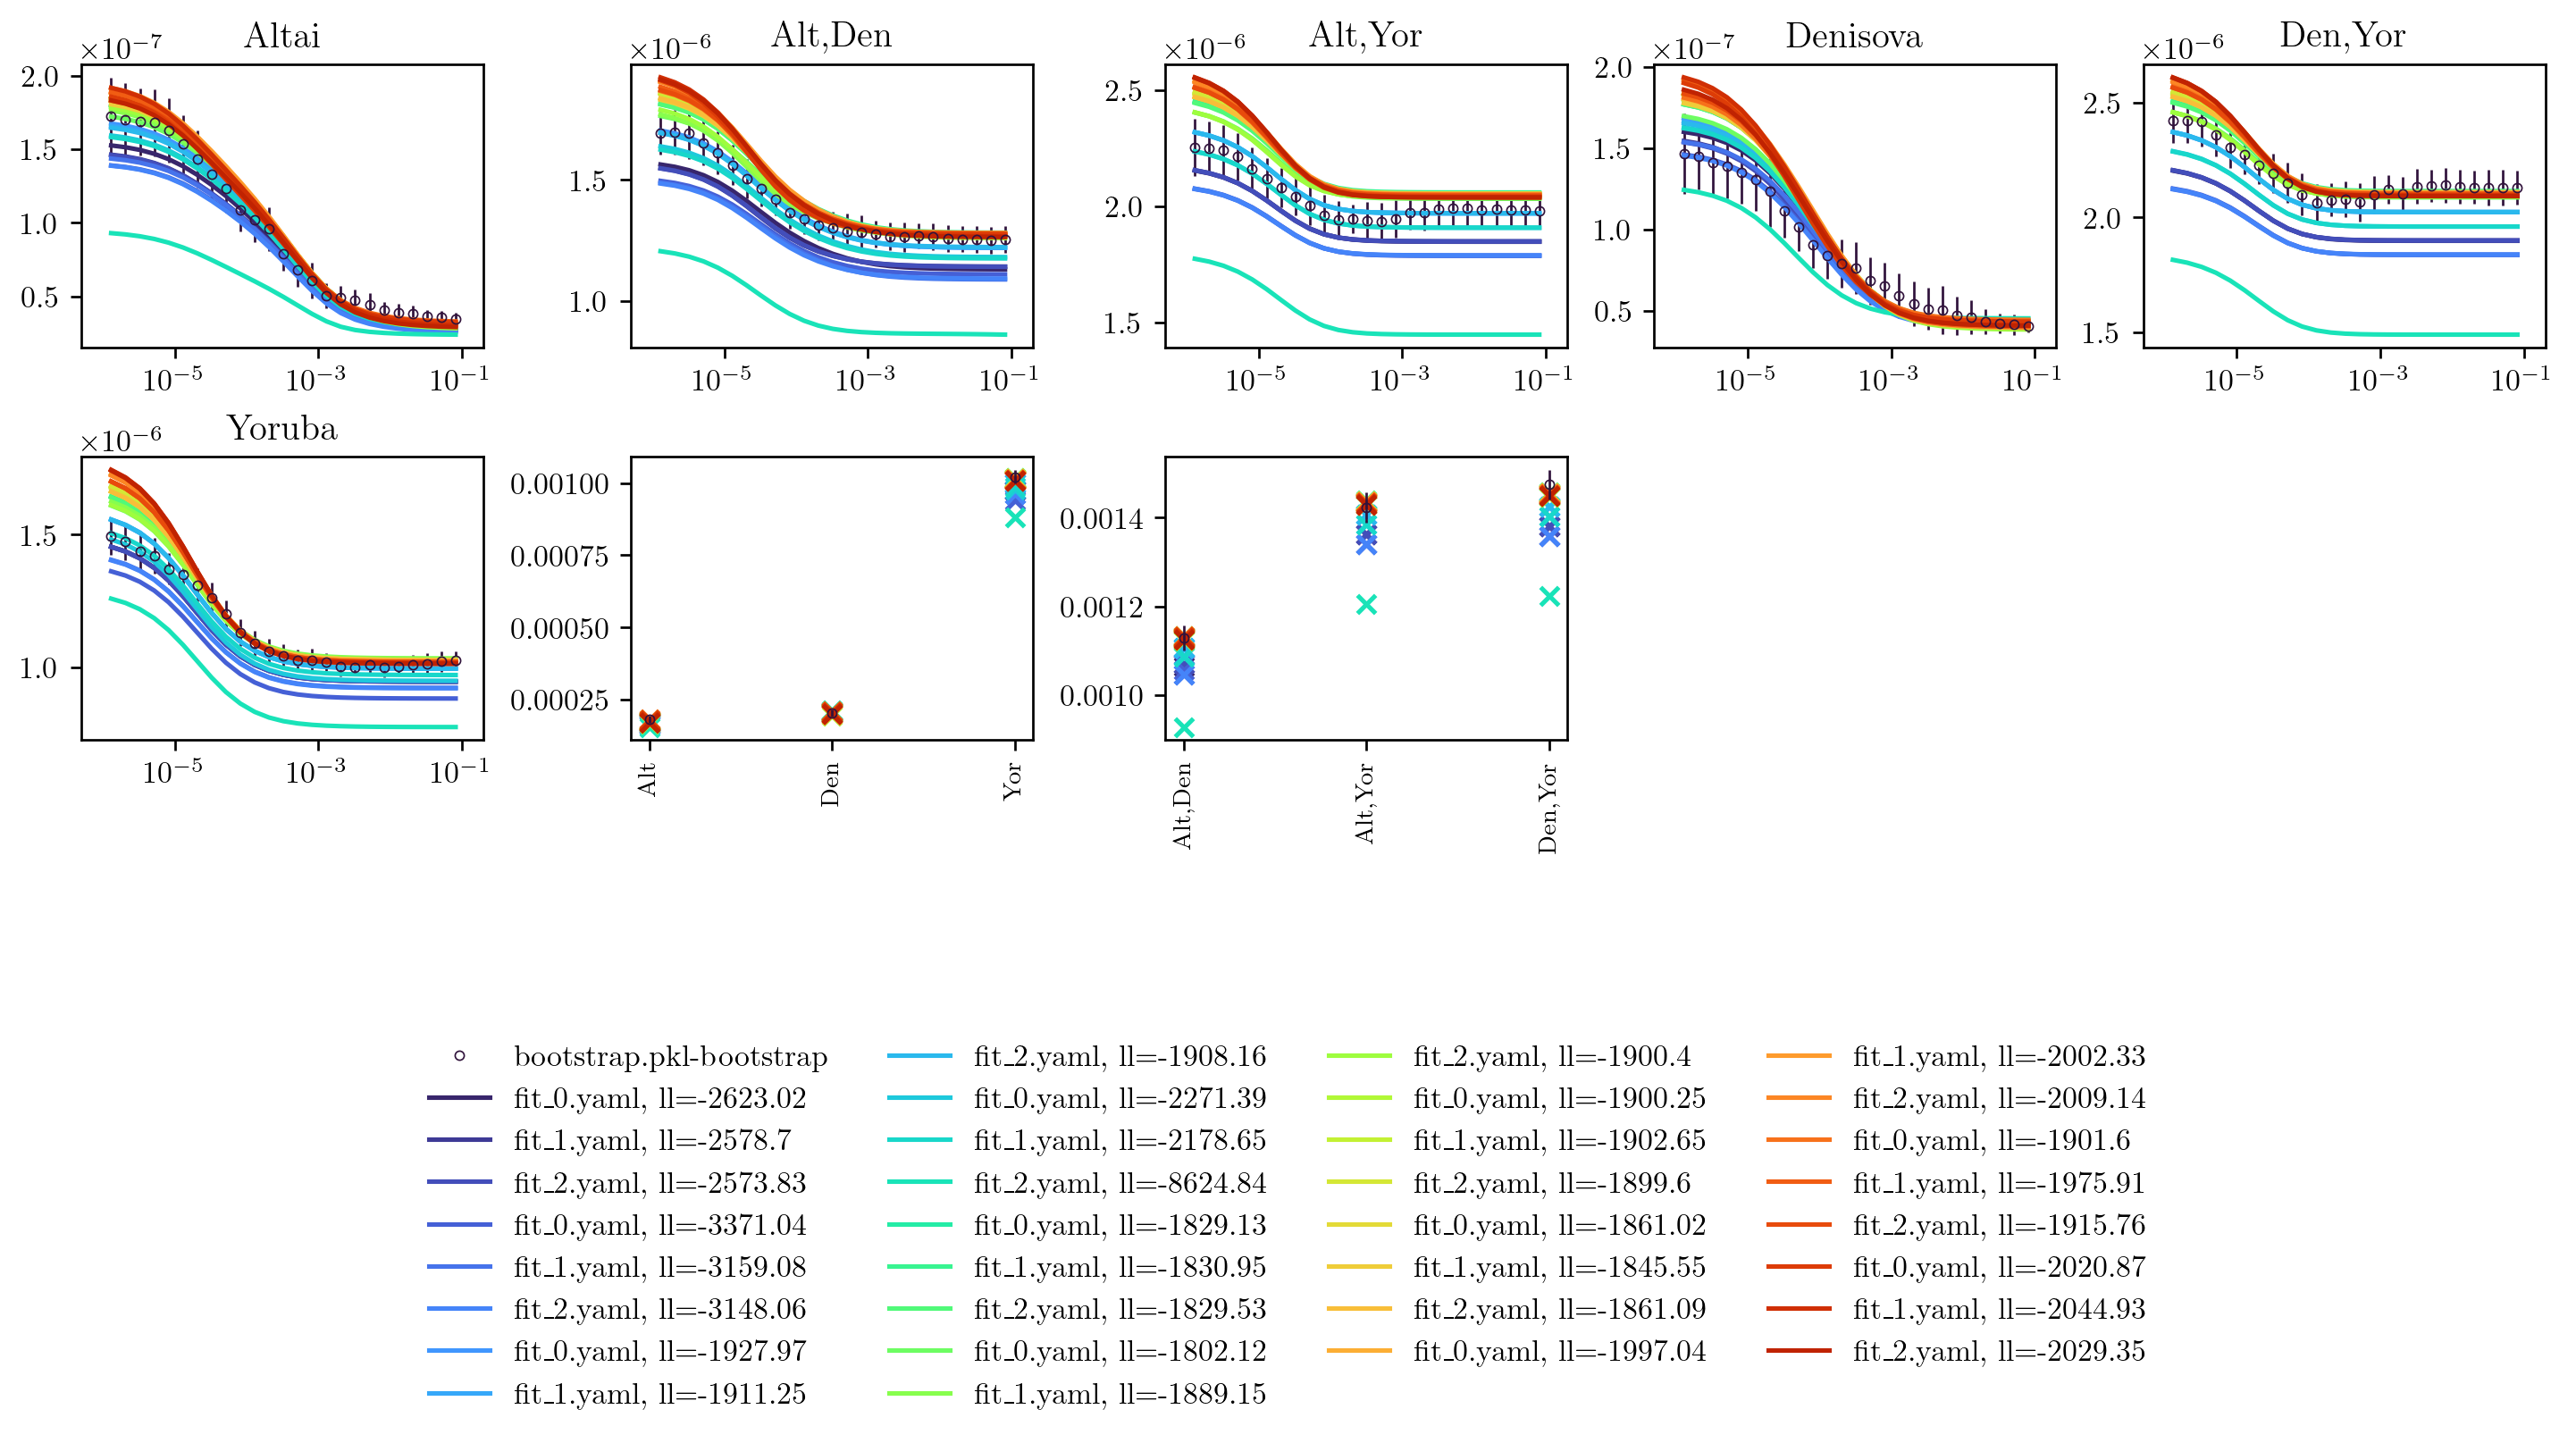 Altai
×10⁻⁷
2.0
1.5
1.0
0.5
10⁻⁵ 10⁻³ 10⁻¹
Alt,Den
×10⁻⁶
1.5
1.0
10⁻⁵ 10⁻³ 10⁻¹
Alt,Yor
×10⁻⁶
2.5
2.0
1.5
10⁻⁵ 10⁻³ 10⁻¹
Denisova
×10⁻⁷
2.0
1.5
1.0
0.5
10⁻⁵ 10⁻³ 10⁻¹
Den,Yor
×10⁻⁶
2.5
2.0
1.5
10⁻⁵ 10⁻³ 10⁻¹
Yoruba
×10⁻⁶
1.5
1.0
10⁻⁵ 10⁻³ 10⁻¹
0.00100
0.00075
0.00050
0.00025
Alt
Den
Yor
0.0014
0.0012
0.0010
Alt,Den
Alt,Yor
Den,Yor
bootstrap.pkl-bootstrap
fit_0.yaml, ll=-2623.02
fit_1.yaml, ll=-2578.7
fit_2.yaml, ll=-2573.83
fit_0.yaml, ll=-3371.04
fit_1.yaml, ll=-3159.08
fit_2.yaml, ll=-3148.06
fit_0.yaml, ll=-1927.97
fit_1.yaml, ll=-1911.25
fit_2.yaml, ll=-1908.16
fit_0.yaml, ll=-2271.39
fit_1.yaml, ll=-2178.65
fit_2.yaml, ll=-8624.84
fit_0.yaml, ll=-1829.13
fit_1.yaml, ll=-1830.95
fit_2.yaml, ll=-1829.53
fit_0.yaml, ll=-1802.12
fit_1.yaml, ll=-1889.15
fit_2.yaml, ll=-1900.4
fit_0.yaml, ll=-1900.25
fit_1.yaml, ll=-1902.65
fit_2.yaml, ll=-1899.6
fit_0.yaml, ll=-1861.02
fit_1.yaml, ll=-1845.55
fit_2.yaml, ll=-1861.09
fit_0.yaml, ll=-1997.04
fit_1.yaml, ll=-2002.33
fit_2.yaml, ll=-2009.14
fit_0.yaml, ll=-1901.6
fit_1.yaml, ll=-1975.91
fit_2.yaml, ll=-1915.76
fit_0.yaml, ll=-2020.87
fit_1.yaml, ll=-2044.93
fit_2.yaml, ll=-2029.35